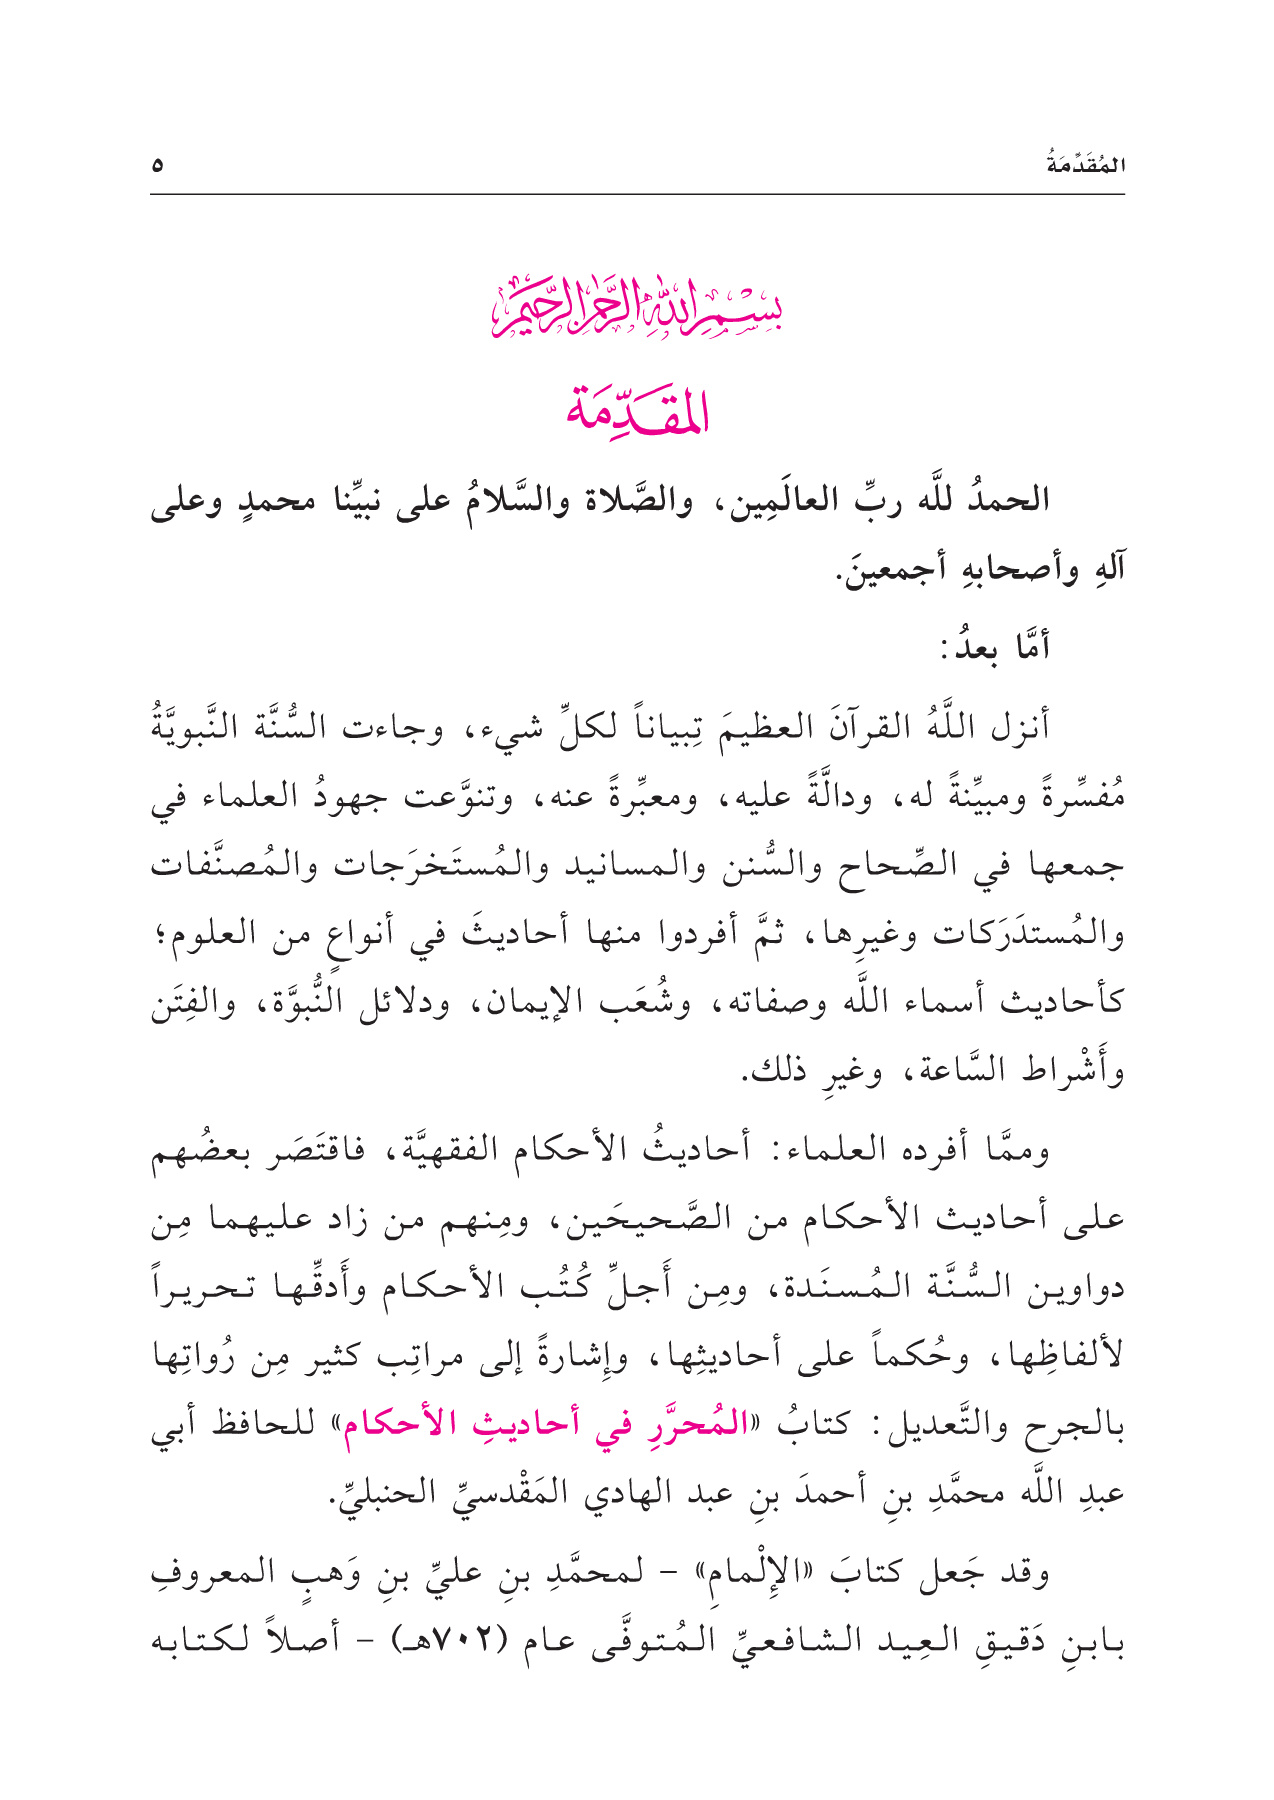 المُقَدِّمَةُ ٥
بِسْمِ اللَّهِ الرَّحْمَنِ الرَّحِيمِ
المقَدِّمَة
الحمدُ للَّه ربِّ العالَمِين، والصَّلاة والسَّلامُ على نبيِّنا محمدٍ وعلى
آلهِ وأصحابهِ أجمعينَ.
أمَّا بعدُ:
أنزل اللَّهُ القرآنَ العظيمَ تِبياناً لكلِّ شيء، وجاءت السُّنَّة النَّبويَّةُ
مُفسِّرةً ومبيِّنةً له، ودالَّةً عليه، ومعبِّرةً عنه، وتنوَّعت جهودُ العلماء في
جمعها في الصِّحاح والسُّنن والمسانيد والمُستَخرَجات والمُصنَّفات
والمُستدَرَكات وغيرِها، ثمَّ أفردوا منها أحاديثَ في أنواعٍ من العلوم؛
كأحاديث أسماء اللَّه وصفاته، وشُعَب الإيمان، ودلائل النُّبوَّة، والفِتَن
وأَشْراط السَّاعة، وغيرِ ذلك.
وممَّا أفرده العلماء: أحاديثُ الأحكام الفقهيَّة، فاقتَصَر بعضُهم
على أحاديث الأحكام من الصَّحيحَين، ومِنهم من زاد عليهما مِن
دواوين السُّنَّة المُسنَدة، ومِن أَجلِّ كُتُب الأحكام وأَدقِّها تحريراً
لألفاظِها، وحُكماً على أحاديثِها، وإِشارةً إلى مراتِب كثير مِن رُواتِها
بالجرح والتَّعديل: كتابُ «المُحرَّرِ في أحاديثِ الأحكام» للحافظ أبي
عبدِ اللَّه محمَّدِ بنِ أحمدَ بنِ عبد الهادي المَقْدسيِّ الحنبليِّ.
وقد جَعل كتابَ «الإِلْمامِ» - لمحمَّدِ بنِ عليِّ بنِ وَهبٍ المعروفِ
بابنِ دَقيقِ العِيد الشافعيِّ المُتوفَّى عام (٧٠٢هـ) - أصلاً لكتابه